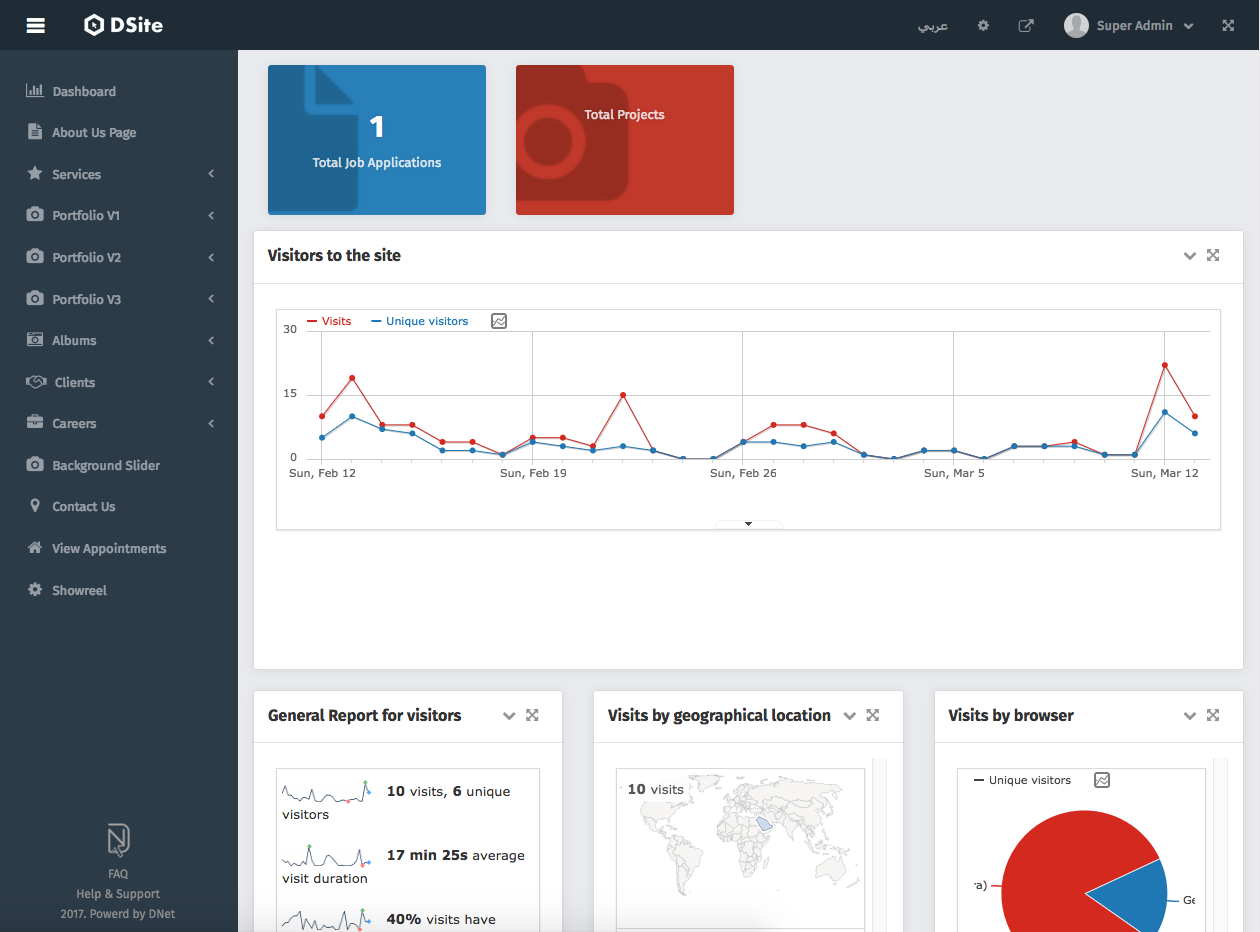 DSite
عربي
Super Admin
Dashboard
About Us Page
Services
Portfolio V1
Portfolio V2
Portfolio V3
Albums
Clients
Careers
Background Slider
Contact Us
View Appointments
Showreel
FAQ
Help & Support
2017. Powerd by DNet
1
Total Job Applications
Total Projects
Visitors to the site
Visits
Unique visitors
30
15
0
Sun, Feb 12
Sun, Feb 19
Sun, Feb 26
Sun, Mar 5
Sun, Mar 12
General Report for visitors
10 visits, 6 unique
visitors
17 min 25s average
visit duration
40% visits have
Visits by geographical location
10 visits
Visits by browser
Unique visitors
ra)
Ge